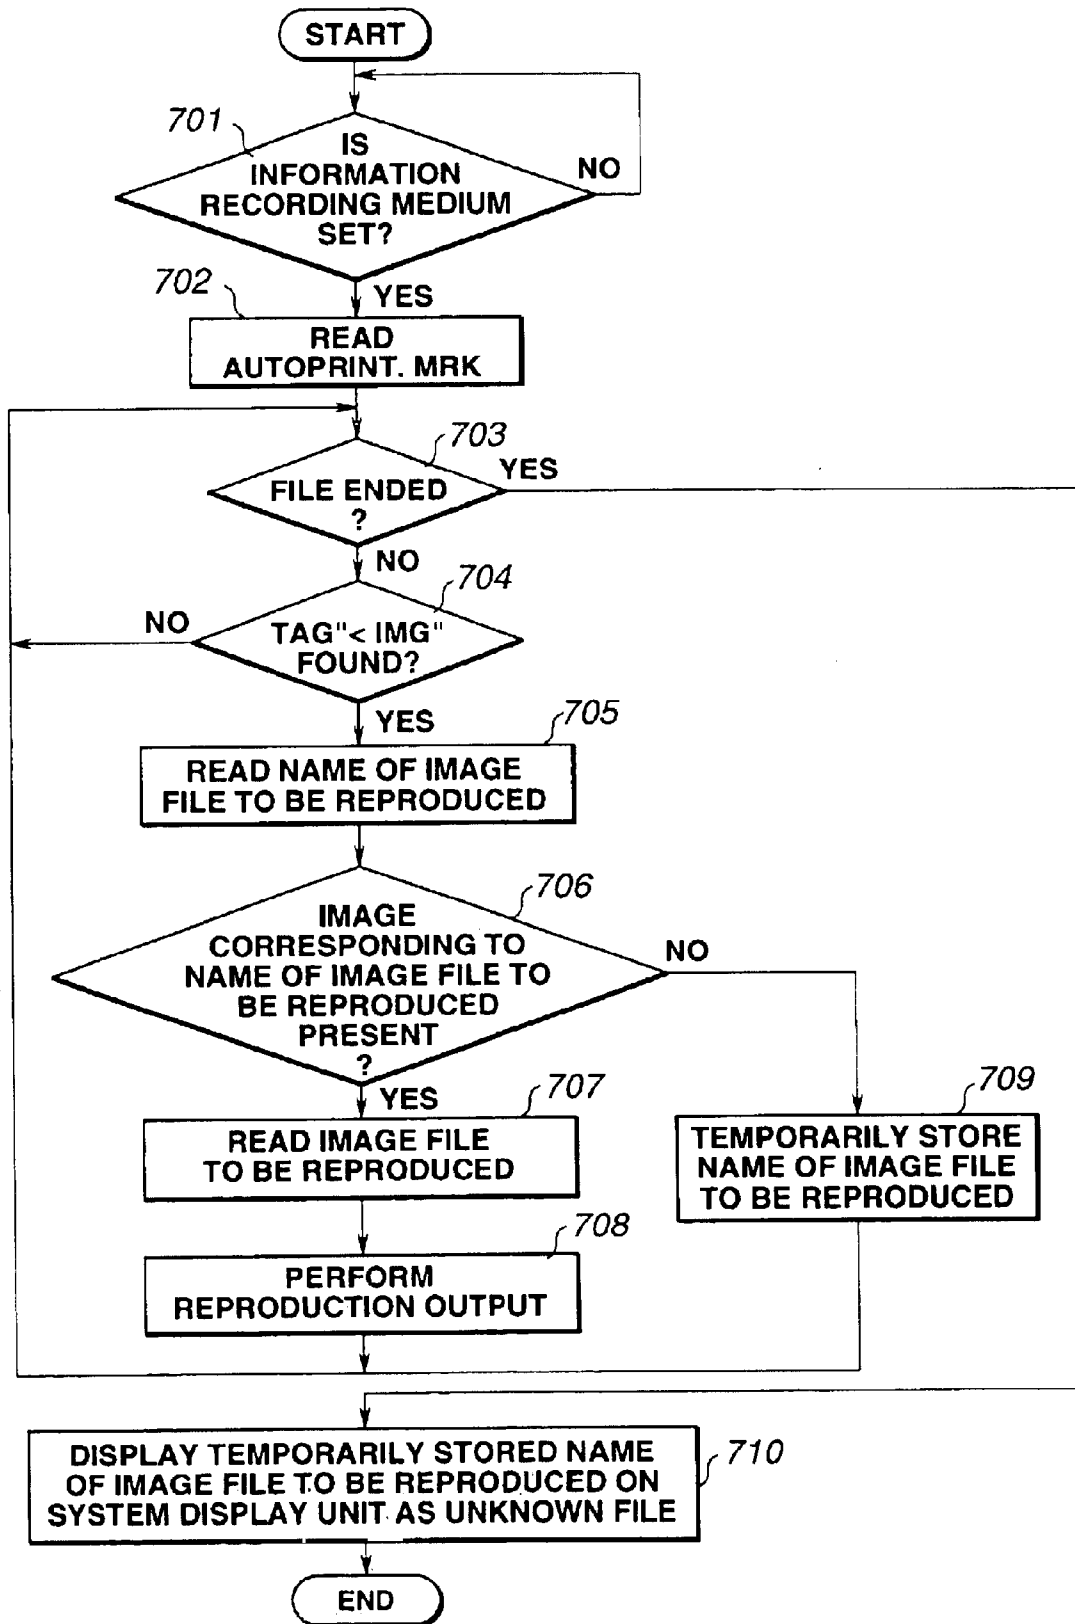 START
701
IS
INFORMATION
RECORDING MEDIUM
SET?
NO
YES
702
READ
AUTOPRINT. MRK
703
FILE ENDED
?
YES
NO
704
TAG"< IMG"
FOUND?
NO
YES
705
READ NAME OF IMAGE
FILE TO BE REPRODUCED
706
IMAGE
CORRESPONDING TO
NAME OF IMAGE FILE TO
BE REPRODUCED
PRESENT
?
NO
YES
707
READ IMAGE FILE
TO BE REPRODUCED
709
TEMPORARILY STORE
NAME OF IMAGE FILE
TO BE REPRODUCED
708
PERFORM
REPRODUCTION OUTPUT
710
DISPLAY TEMPORARILY STORED NAME
OF IMAGE FILE TO BE REPRODUCED ON
SYSTEM DISPLAY UNIT AS UNKNOWN FILE
END